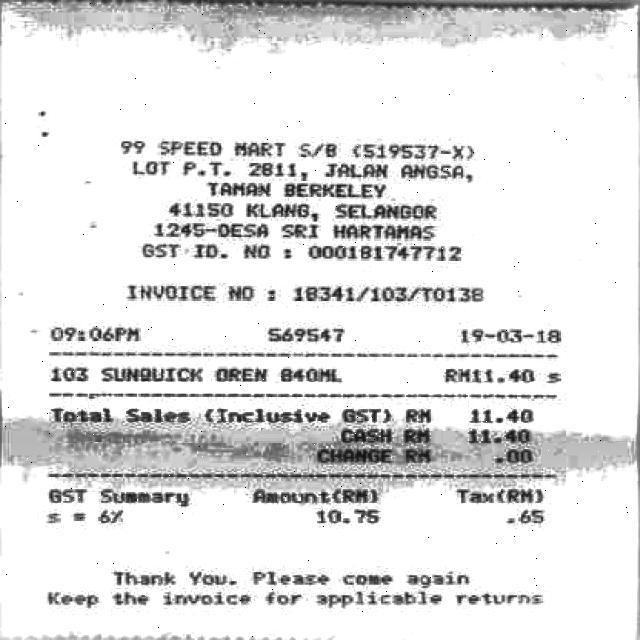 99 SPEED MART S/B (519537-X)
LOT P.T. 2811, JALAN ANGSA,
TAMAN BERKELEY
41150 KLANG, SELANGOR
1245-DESA SRI HARTAMAS
GST ID. NO : 000181747712
INVOICE NO : 18341/103/T0138
09:06PM 569547 19-03-18
103 SUNQUICK OREN 840ML RM11.40 s
Total Sales (Inclusive GST) RM 11.40
CASH RM 11.40
CHANGE RM .00
GST Summary Amount(RM) Tax(RM)
s = 6% 10.75 .65
Thank You. Please come again
Keep the invoice for applicable returns